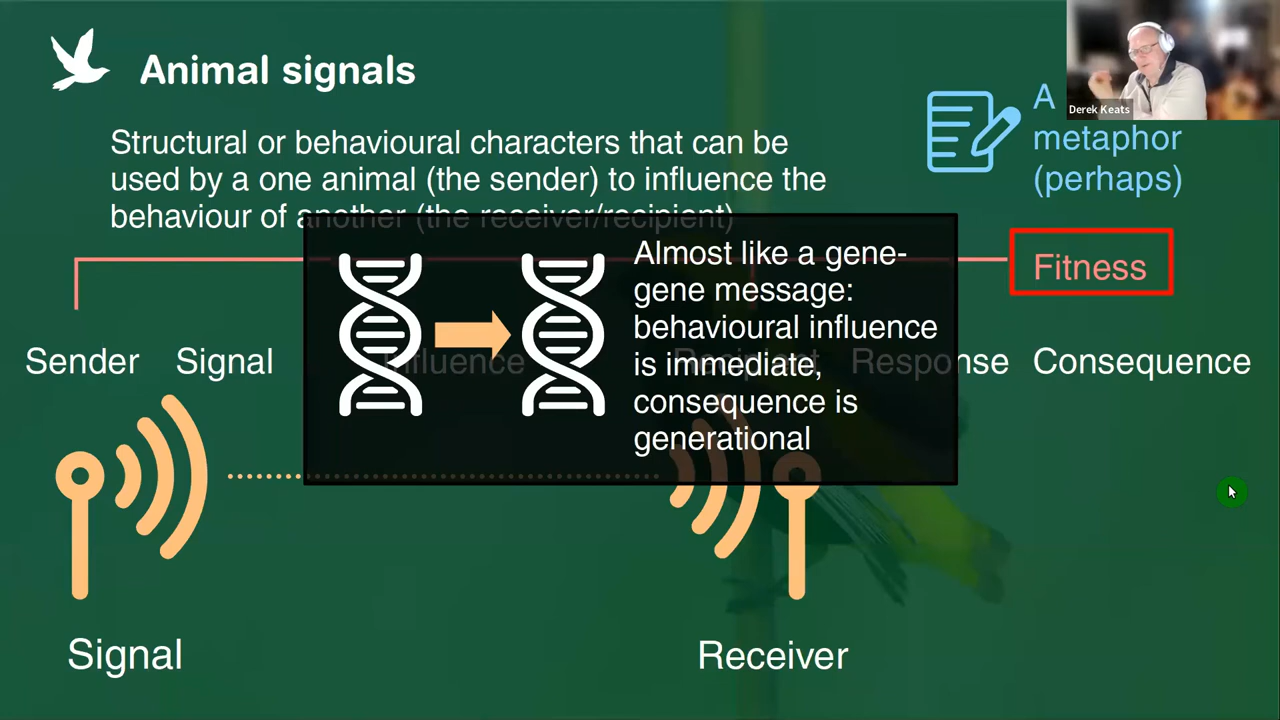 Animal signals
Derek Keats
A
metaphor
(perhaps)
Structural or behavioural characters that can be
used by a one animal (the sender) to influence the
behaviour of another (the receiver/recipient)
Fitness
Almost like a gene-
gene message:
behavioural influence
is immediate,
consequence is
generational
Sender Signal Influence Recipient Response Consequence
Signal
Receiver